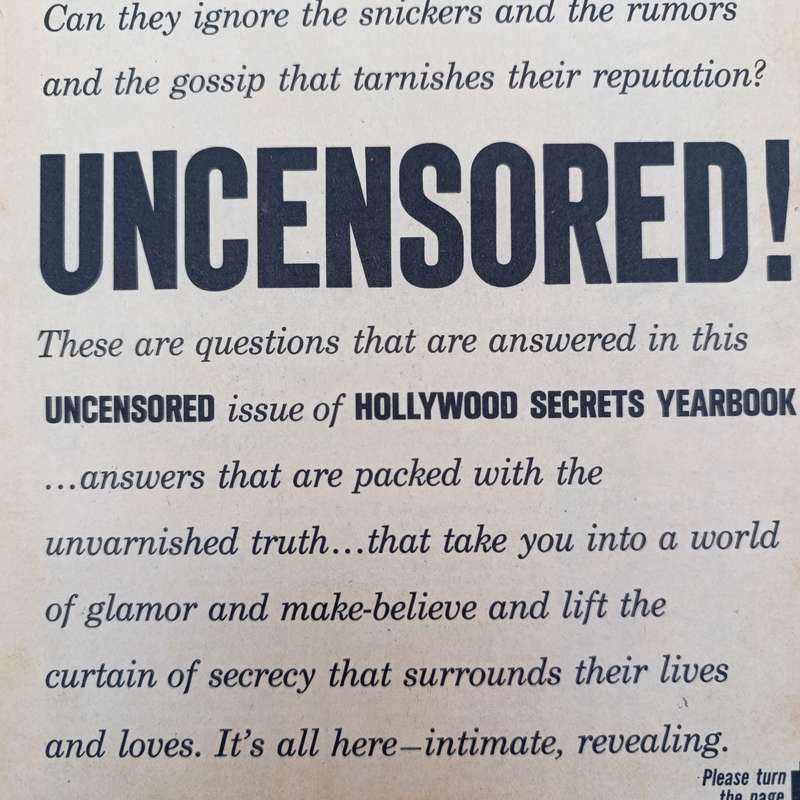 Can they ignore the snickers and the rumors
and the gossip that tarnishes their reputation?
UNCENSORED!
These are questions that are answered in this
UNCENSORED issue of HOLLYWOOD SECRETS YEARBOOK
...answers that are packed with the
unvarnished truth...that take you into a world
of glamor and make-believe and lift the
curtain of secrecy that surrounds their lives
and loves. It's all here—intimate, revealing.
Please turn
the page